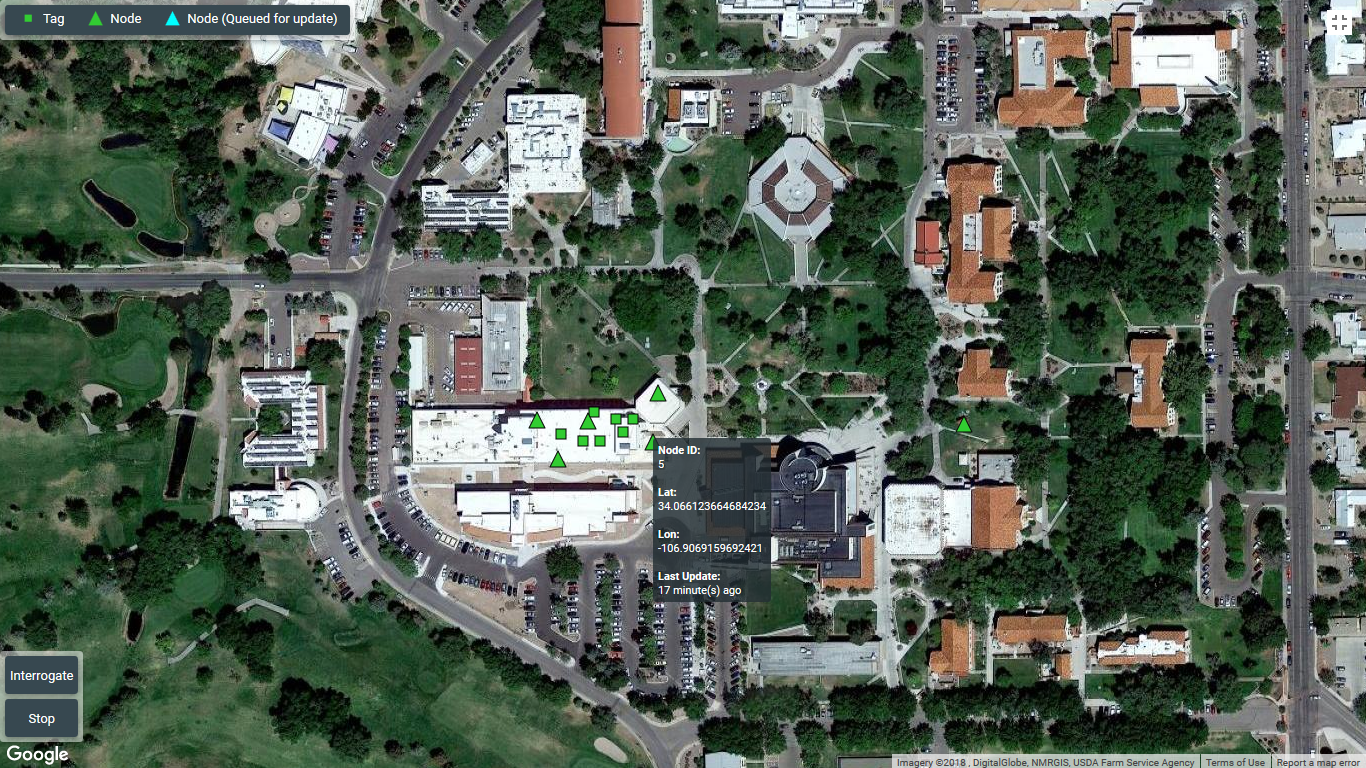 Tag Node Node (Queued for update)
Node ID:
5
Lat:
34.066123664684234
Lon:
-106.9069159692421
Last Update:
17 minute(s) ago
Interrogate
Stop
Google
Imagery ©2018 , DigitalGlobe, NMRGIS, USDA Farm Service Agency Terms of Use Report a map error